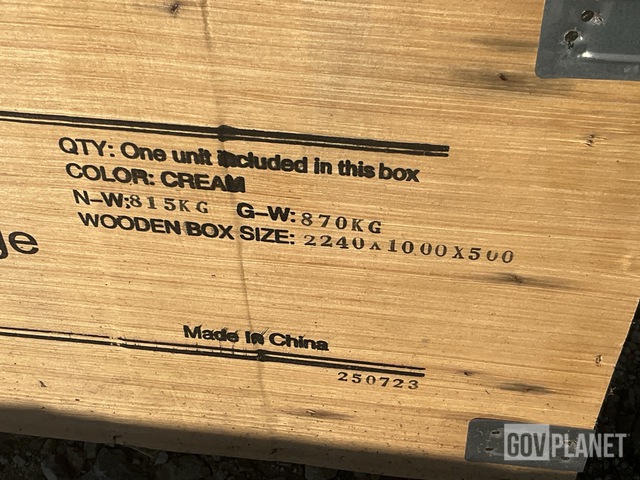 QTY: One unit included in this box
COLOR: CREAM
N-W:815KG G-W:870KG
WOODEN BOX SIZE: 2240x1000X500
ge
Made In China
250723
GOVPLANET